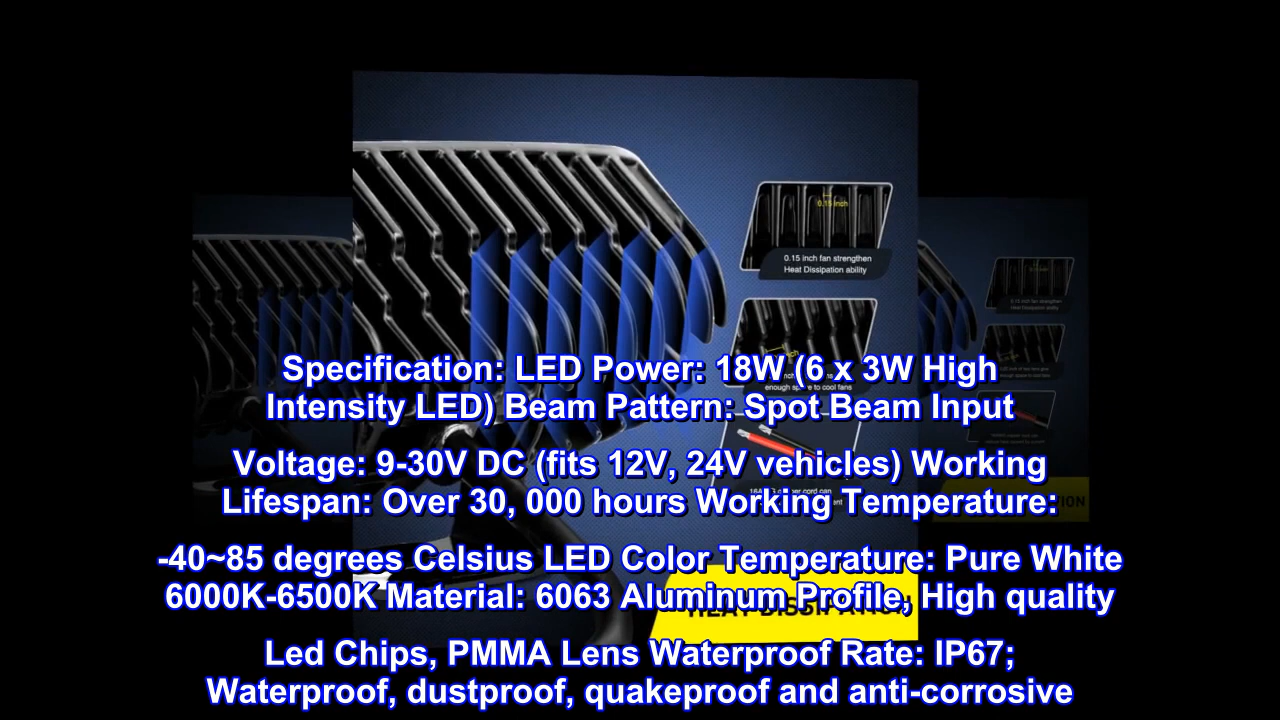 0.15 inch
0.15 inch fan strengthen
Heat Dissipation ability
inch
enough to cool fans
Specification: LED Power: 18W (6 x 3W High
Intensity LED) Beam Pattern: Spot Beam Input
Voltage: 9-30V DC (fits 12V, 24V vehicles) Working
Lifespan: Over 30, 000 hours Working Temperature:
-40~85 degrees Celsius LED Color Temperature: Pure White
6000K-6500K Material: 6063 Aluminum Profile, High quality
HEAT DISSIPATION
Led Chips, PMMA Lens Waterproof Rate: IP67;
Waterproof, dustproof, quakeproof and anti-corrosive